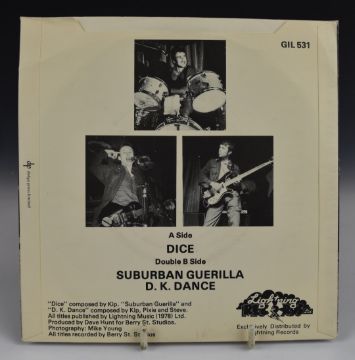 GIL 531
A Side
DICE
Double B Side
SUBURBAN GUERILLA
D. K. DANCE
"Dice" composed by Kip, "Suburban Guerilla" and
"D. K. Dance" composed by Kip, Pixie and Steve.
All titles published by Lightning Music (1978) Ltd.
Produced by Dave Hunt for Berry St. Studios.
Photography: Mike Young
All titles recorded by Berry St. Studios
Lightning
Exclusively Distributed by
Lightning Records